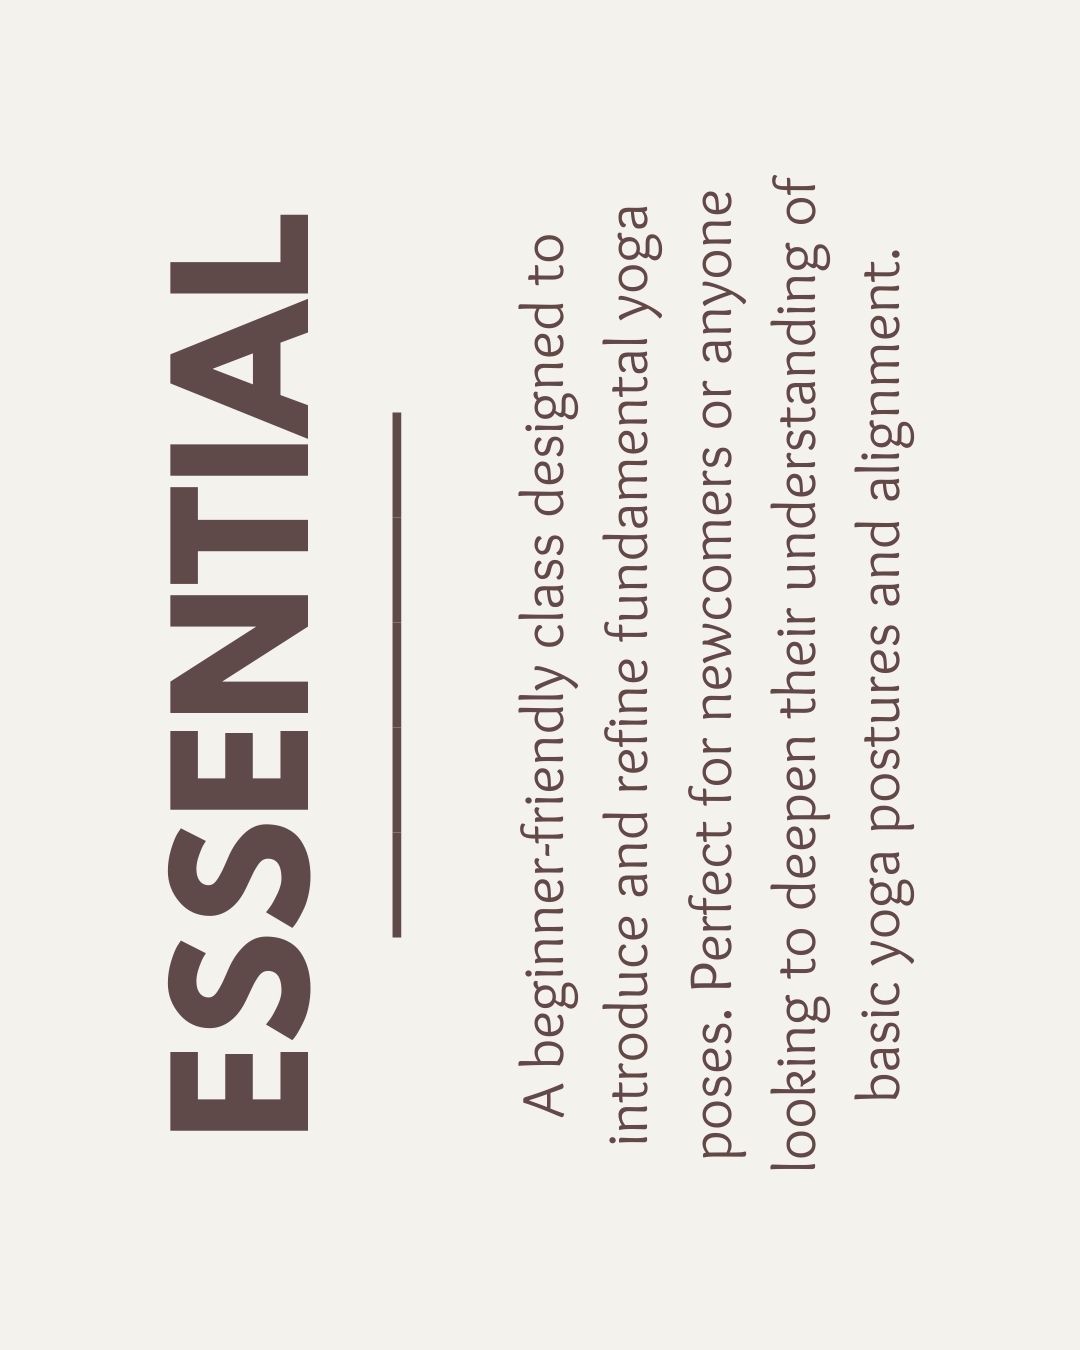 ESSENTIAL
A beginner-friendly class designed to
introduce and refine fundamental yoga
poses. Perfect for newcomers or anyone
looking to deepen their understanding of
basic yoga postures and alignment.